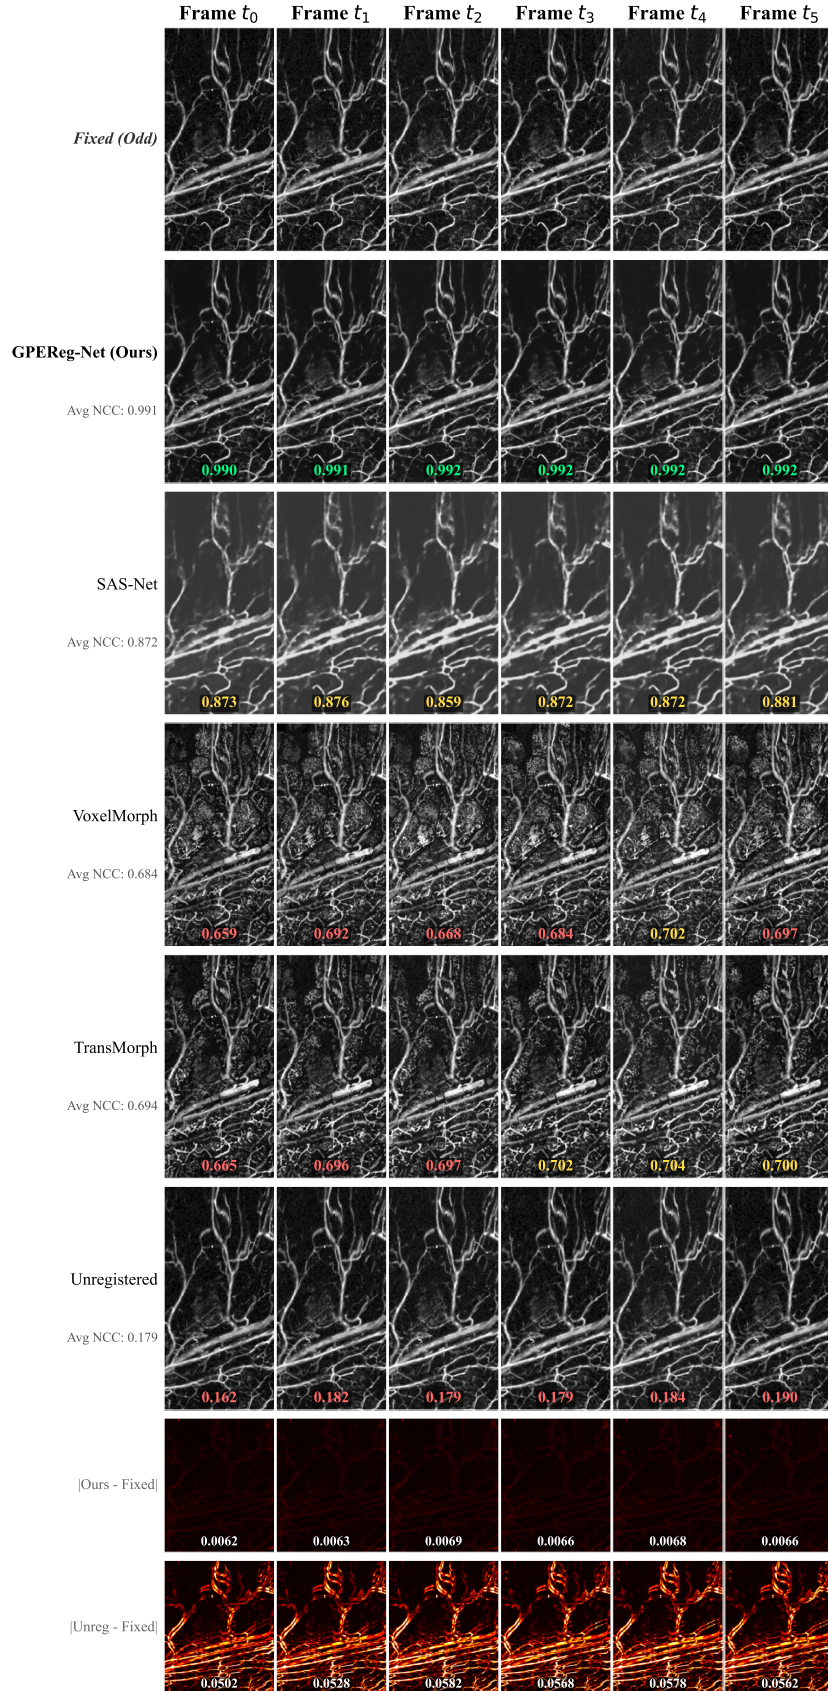 Frame t0 Frame t1 Frame t2 Frame t3 Frame t4 Frame t5
Fixed (Odd)
GPEReg-Net (Ours)
Avg NCC: 0.991
0.990 0.991 0.992 0.992 0.992 0.992
SAS-Net
Avg NCC: 0.872
0.873 0.876 0.859 0.872 0.872 0.881
VoxelMorph
Avg NCC: 0.684
0.659 0.692 0.668 0.684 0.702 0.697
TransMorph
Avg NCC: 0.694
0.665 0.696 0.697 0.702 0.704 0.700
Unregistered
Avg NCC: 0.179
0.162 0.182 0.179 0.179 0.184 0.190
|Ours - Fixed|
0.0062 0.0063 0.0069 0.0066 0.0068 0.0066
|Unreg - Fixed|
0.0502 0.0528 0.0582 0.0568 0.0578 0.0562